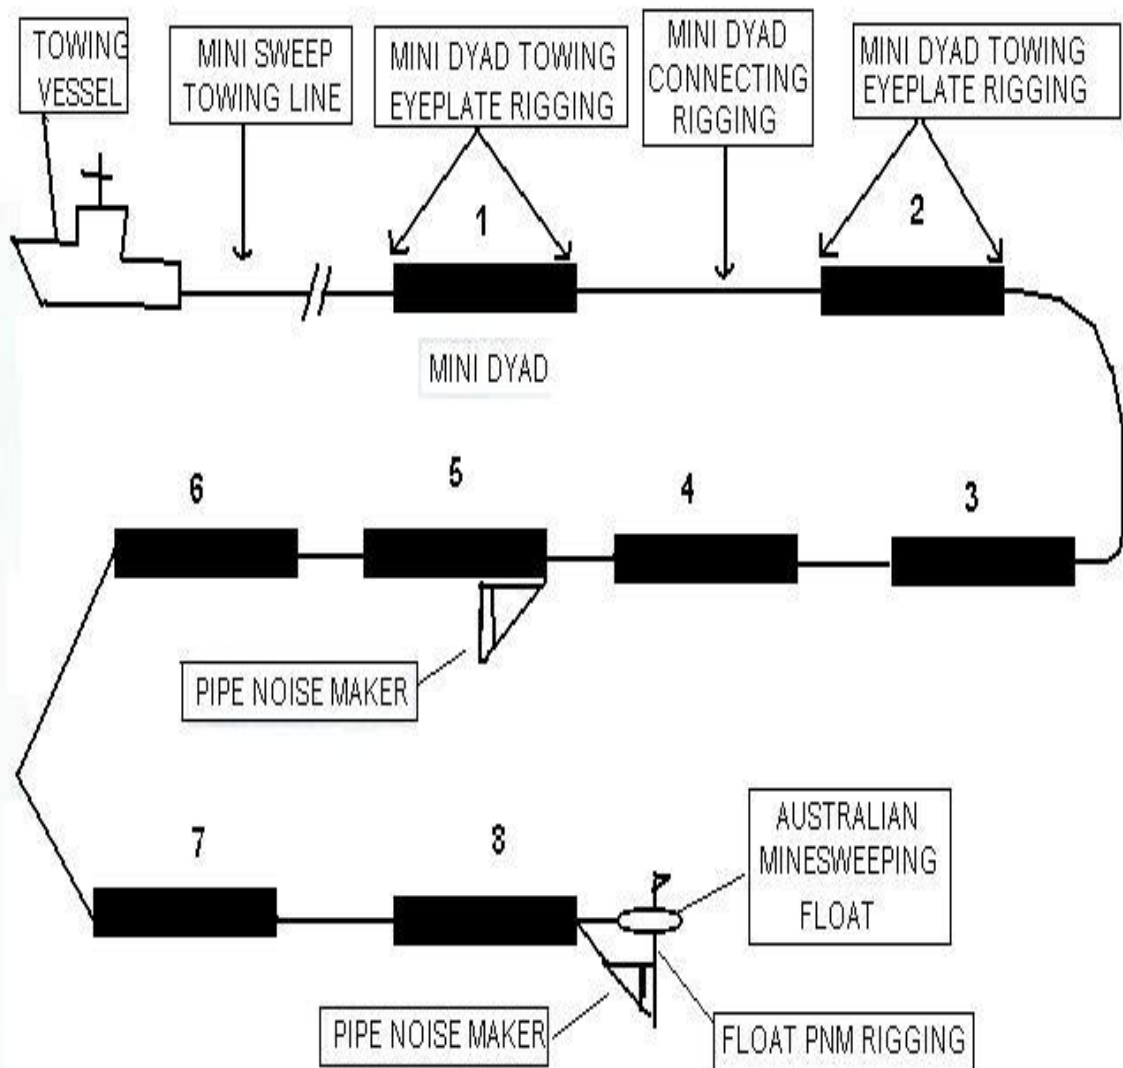 TOWING
VESSEL
MINI SWEEP
TOWING LINE
MINI DYAD TOWING
EYEPLATE RIGGING
MINI DYAD
CONNECTING
RIGGING
MINI DYAD TOWING
EYEPLATE RIGGING
1
2
MINI DYAD
6
5
4
3
PIPE NOISE MAKER
7
8
AUSTRALIAN
MINESWEEPING
FLOAT
PIPE NOISE MAKER
FLOAT PNM RIGGING